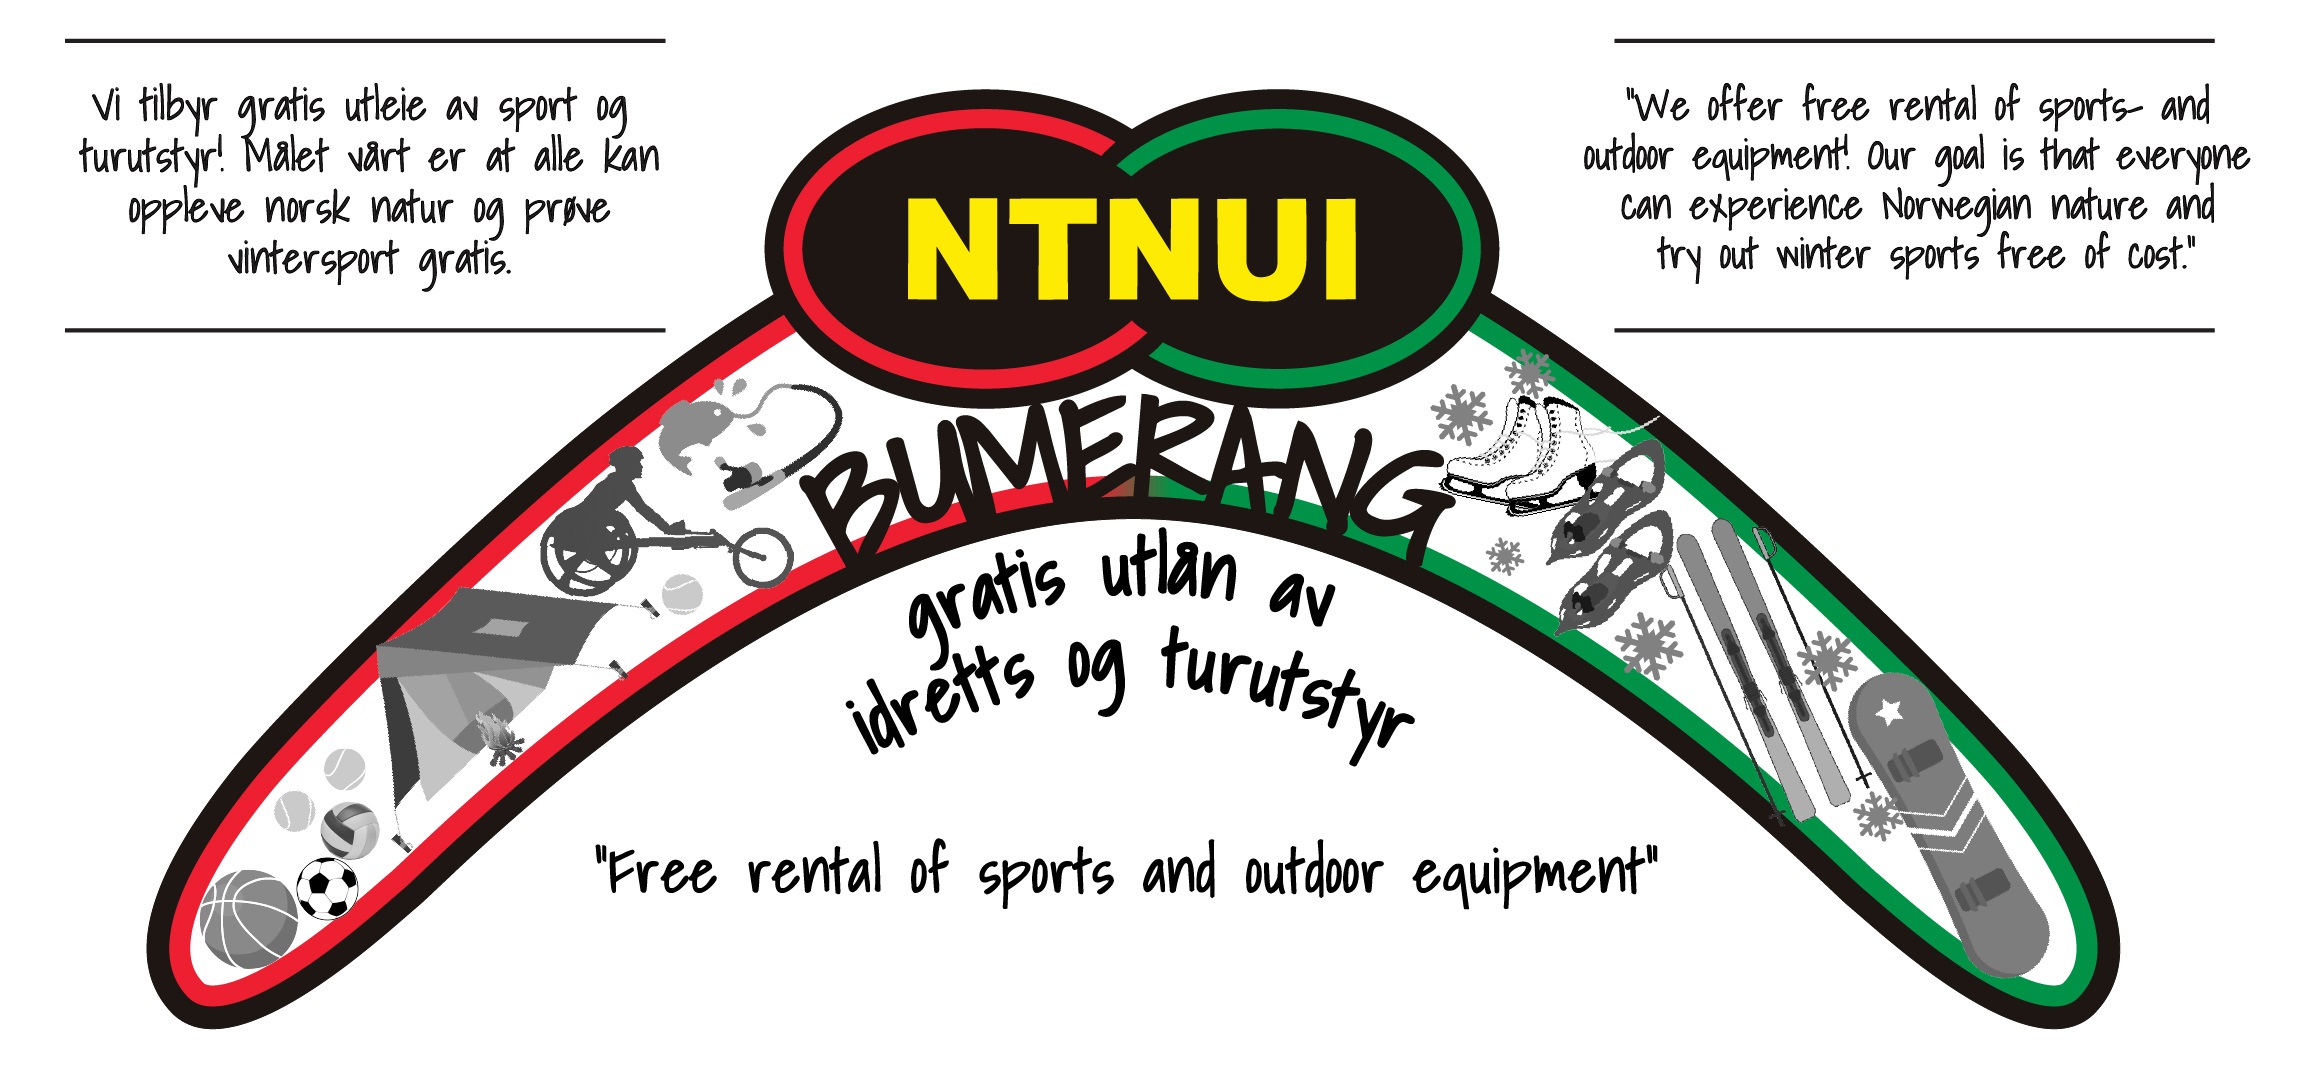 Vi tilbyr gratis utleie av sport og
turutstyr! Målet vårt er at alle kan
oppleve norsk natur og prøve
vintersport gratis.
"We offer free rental of sports- and
outdoor equipment! Our goal is that everyone
can experience Norwegian nature and
try out winter sports free of cost."
NTNUI
BUMERANG
gratis utlån av
idretts og turutstyr
"Free rental of sports and outdoor equipment"